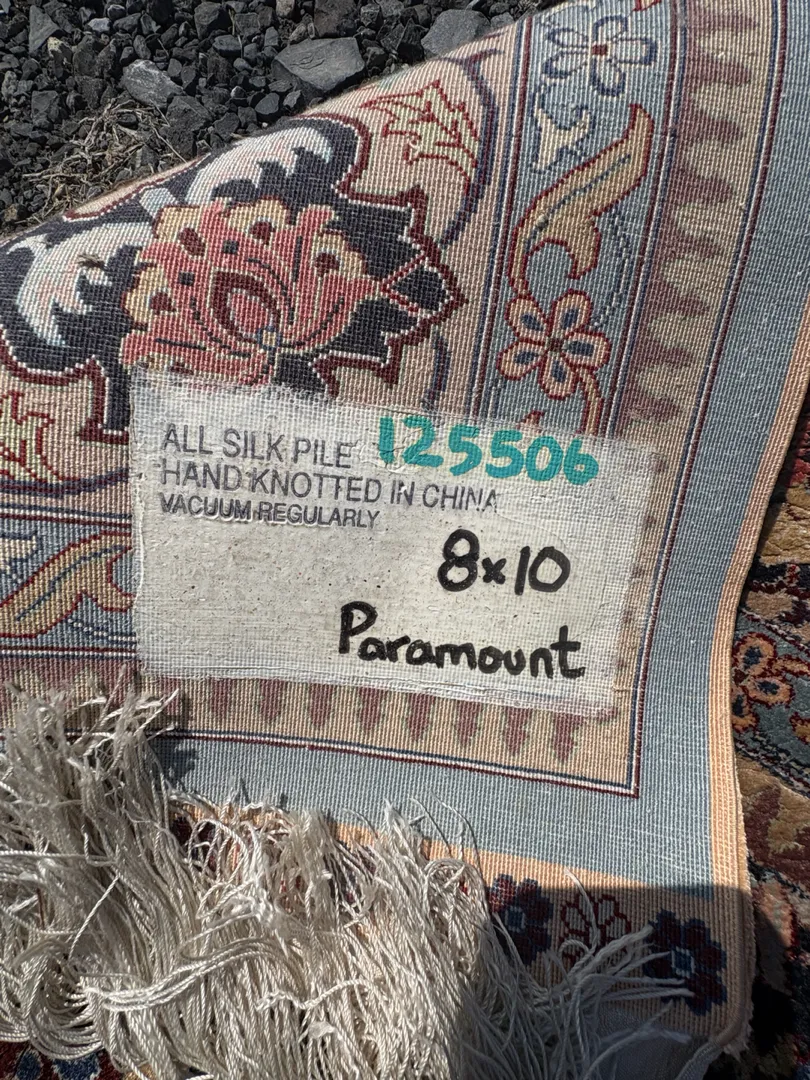 ALL SILK PILE 125506
HAND KNOTTED IN CHINA
VACUUM REGULARLY
8x10
Paramount